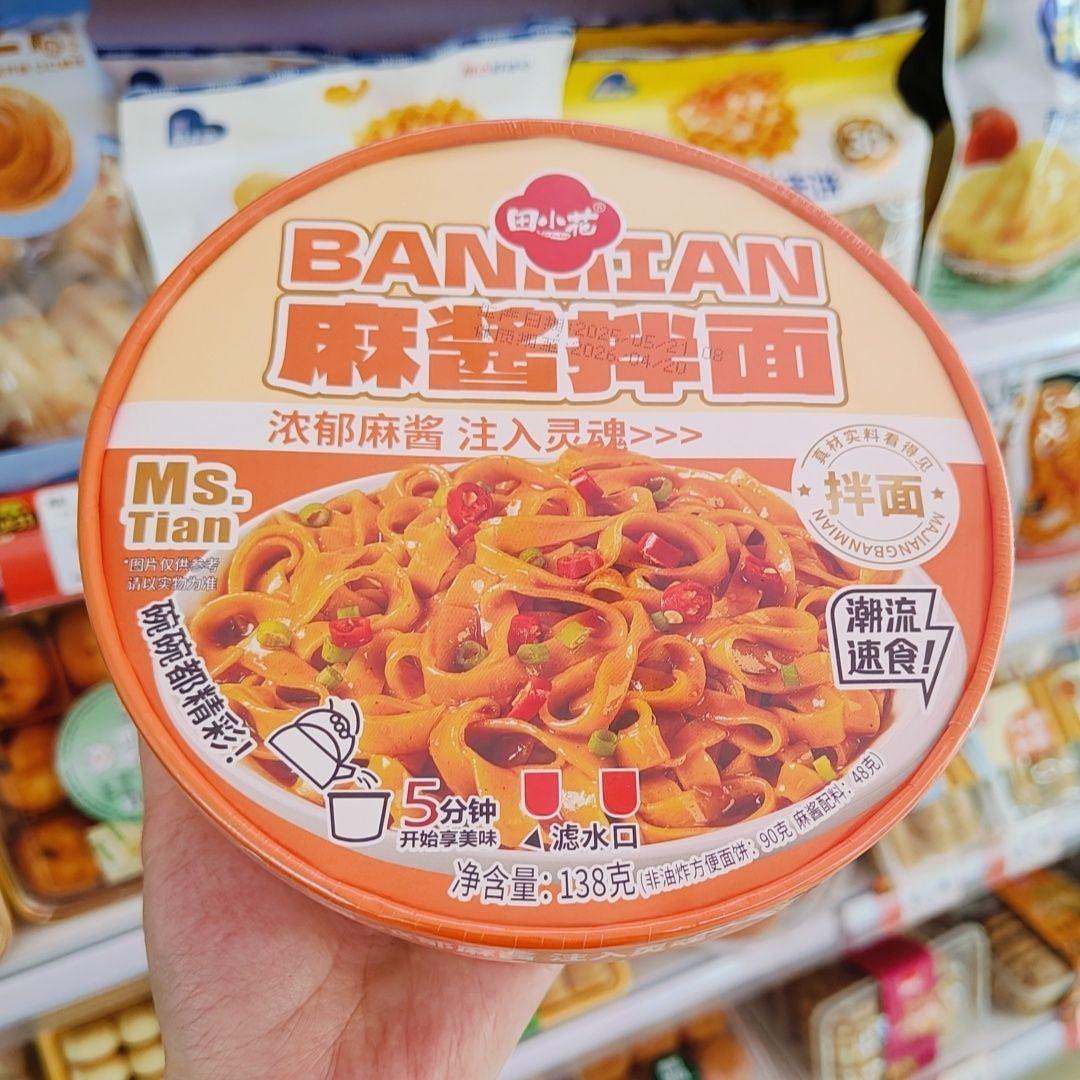 田小花®
BANMIAN
麻酱拌面
生产日期:2025/05/21 08
保质期至:2026/04/20
浓郁麻酱 注入灵魂>>>
Ms.
Tian
*图片仅供参考
请以实物为准
真材实料看得见
拌面
MAJIANGBANMIAN
潮流
速食!
碗碗都精彩!
5分钟
开始享美味
滤水口
净含量:138克(非油炸方便面饼:90克 麻酱配料:48克)
30